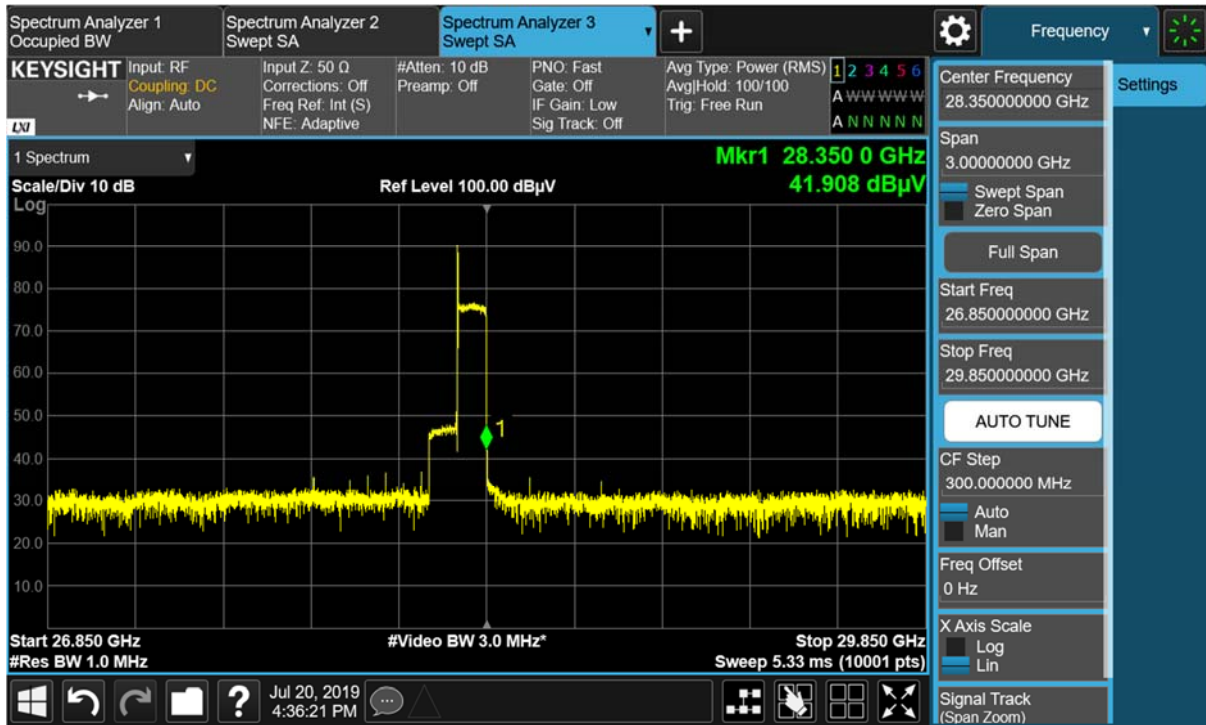 Spectrum Analyzer 1
Occupied BW
Spectrum Analyzer 2
Swept SA
Spectrum Analyzer 3
Swept SA
Frequency
KEYSIGHT
LXI
Input: RF
Coupling: DC
Align: Auto
Input Z: 50 Ω
Corrections: Off
Freq Ref: Int (S)
NFE: Adaptive
#Atten: 10 dB
Preamp: Off
PNO: Fast
Gate: Off
IF Gain: Low
Sig Track: Off
Avg Type: Power (RMS)
Avg|Hold: 100/100
Trig: Free Run
1 2 3 4 5 6
A W W W W W
A N N N N N
1 Spectrum
Scale/Div 10 dB
Log
Ref Level 100.00 dBµV
Mkr1 28.350 0 GHz
41.908 dBµV
90.0
80.0
70.0
60.0
50.0
40.0
30.0
20.0
10.0
1
Start 26.850 GHz
#Res BW 1.0 MHz
#Video BW 3.0 MHz*
Stop 29.850 GHz
Sweep 5.33 ms (10001 pts)
Jul 20, 2019
4:36:21 PM
Center Frequency
28.350000000 GHz
Settings
Span
3.00000000 GHz
Swept Span
Zero Span
Full Span
Start Freq
26.850000000 GHz
Stop Freq
29.850000000 GHz
AUTO TUNE
CF Step
300.000000 MHz
Auto
Man
Freq Offset
0 Hz
X Axis Scale
Log
Lin
Signal Track
(Span Zoom)